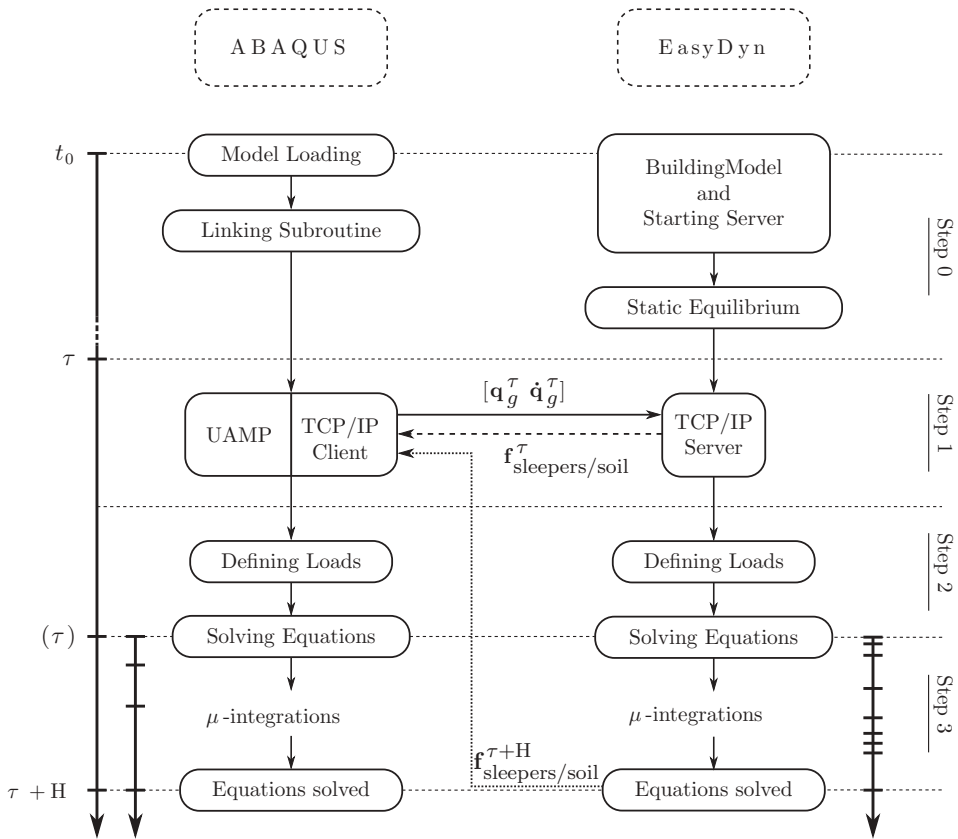 ABAQUS
EasyDyn
t₀
Model Loading
BuildingModel
and
Starting Server
Linking Subroutine
Step 0
Static Equilibrium
τ
[q_g^τ q̇_g^τ]
UAMP
TCP/IP
Client
TCP/IP
Server
Step 1
f_sleepers/soil^τ
Defining Loads
Defining Loads
Step 2
(τ)
Solving Equations
Solving Equations
Step 3
μ-integrations
μ-integrations
f_sleepers/soil^τ+H
τ + H
Equations solved
Equations solved